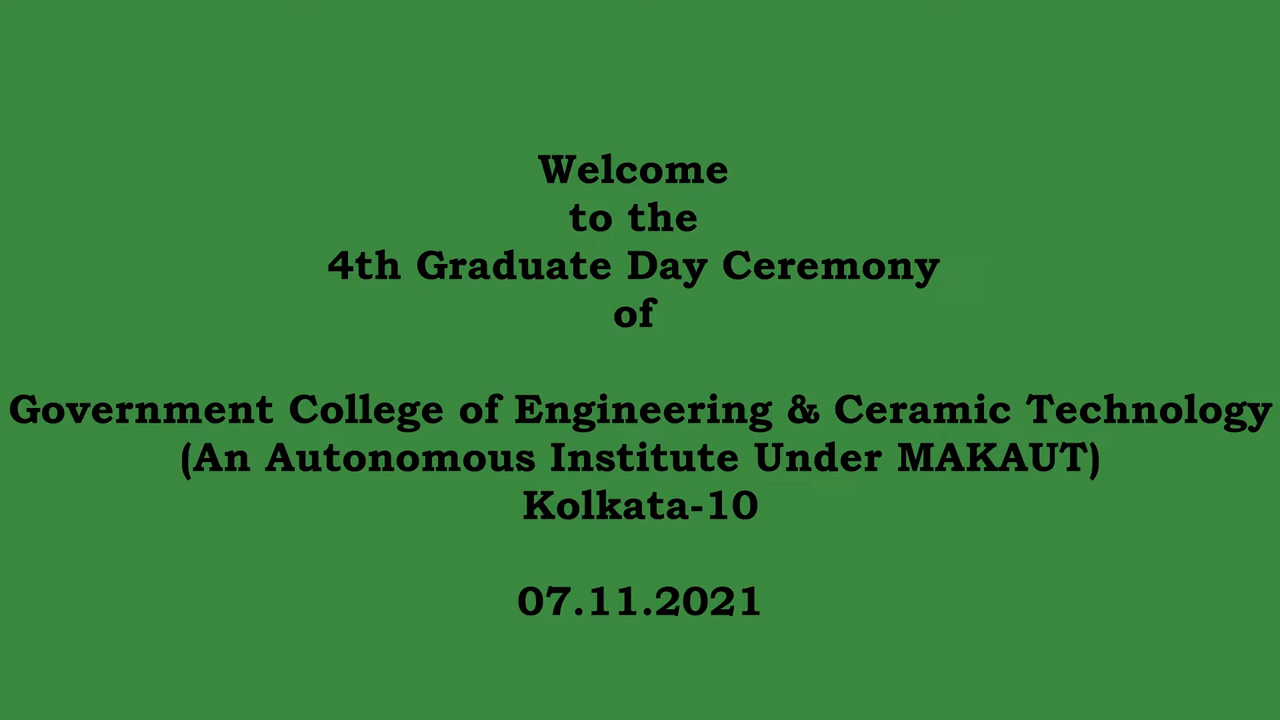 Welcome
to the
4th Graduate Day Ceremony
of
Government College of Engineering & Ceramic Technology
(An Autonomous Institute Under MAKAUT)
Kolkata-10
07.11.2021